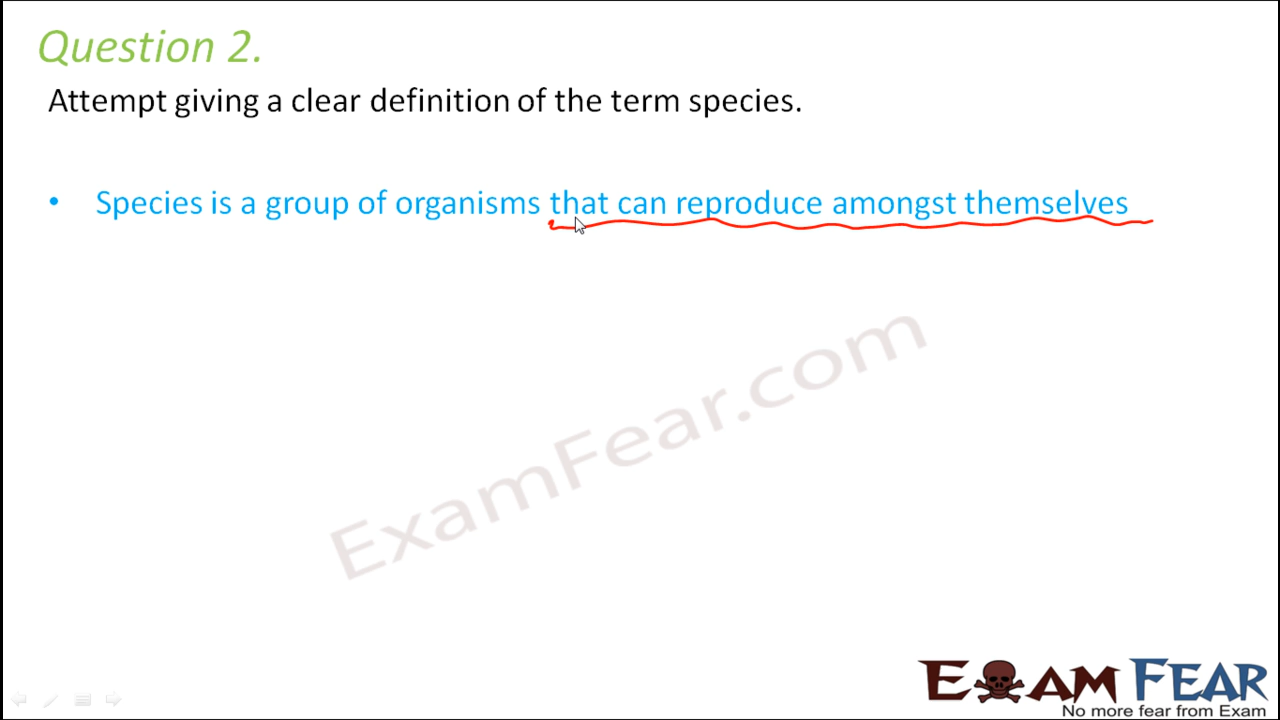 Question 2.
Attempt giving a clear definition of the term species.
• Species is a group of organisms that can reproduce amongst themselves
ExamFear.com
EXAM FEAR
No more fear from Exam